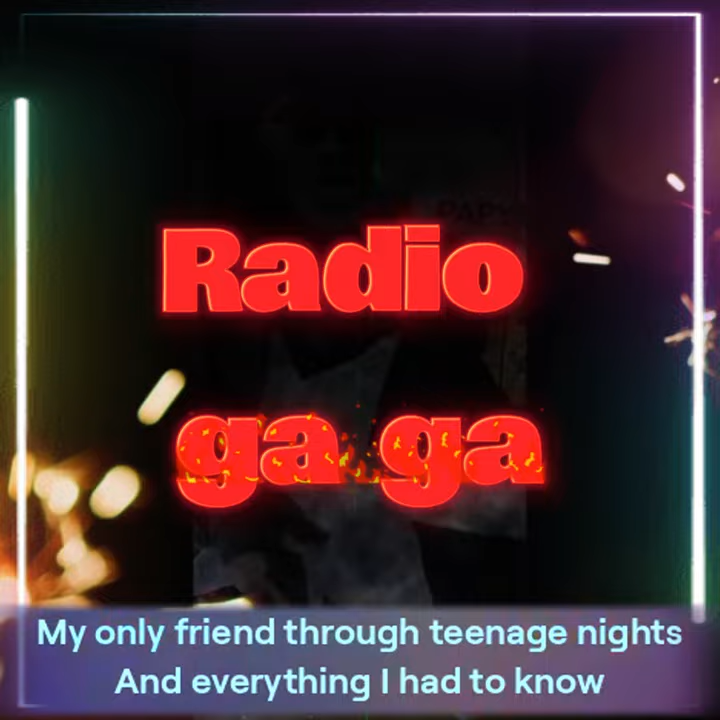 Radio
ga ga
My only friend through teenage nights
And everything I had to know